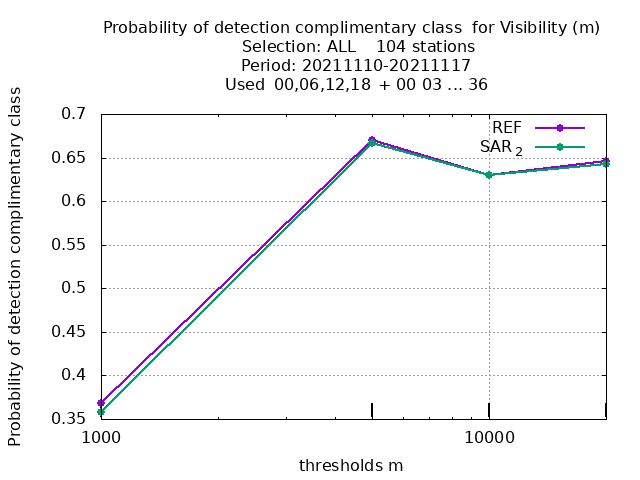 Probability of detection complimentary class for Visibility (m)
Selection: ALL 104 stations
Period: 20211110-20211117
Used 00,06,12,18 + 00 03 ... 36
Probability of detection complimentary class
0.7
0.65
0.6
0.55
0.5
0.45
0.4
0.35
REF
SAR 2
1000
10000
thresholds m